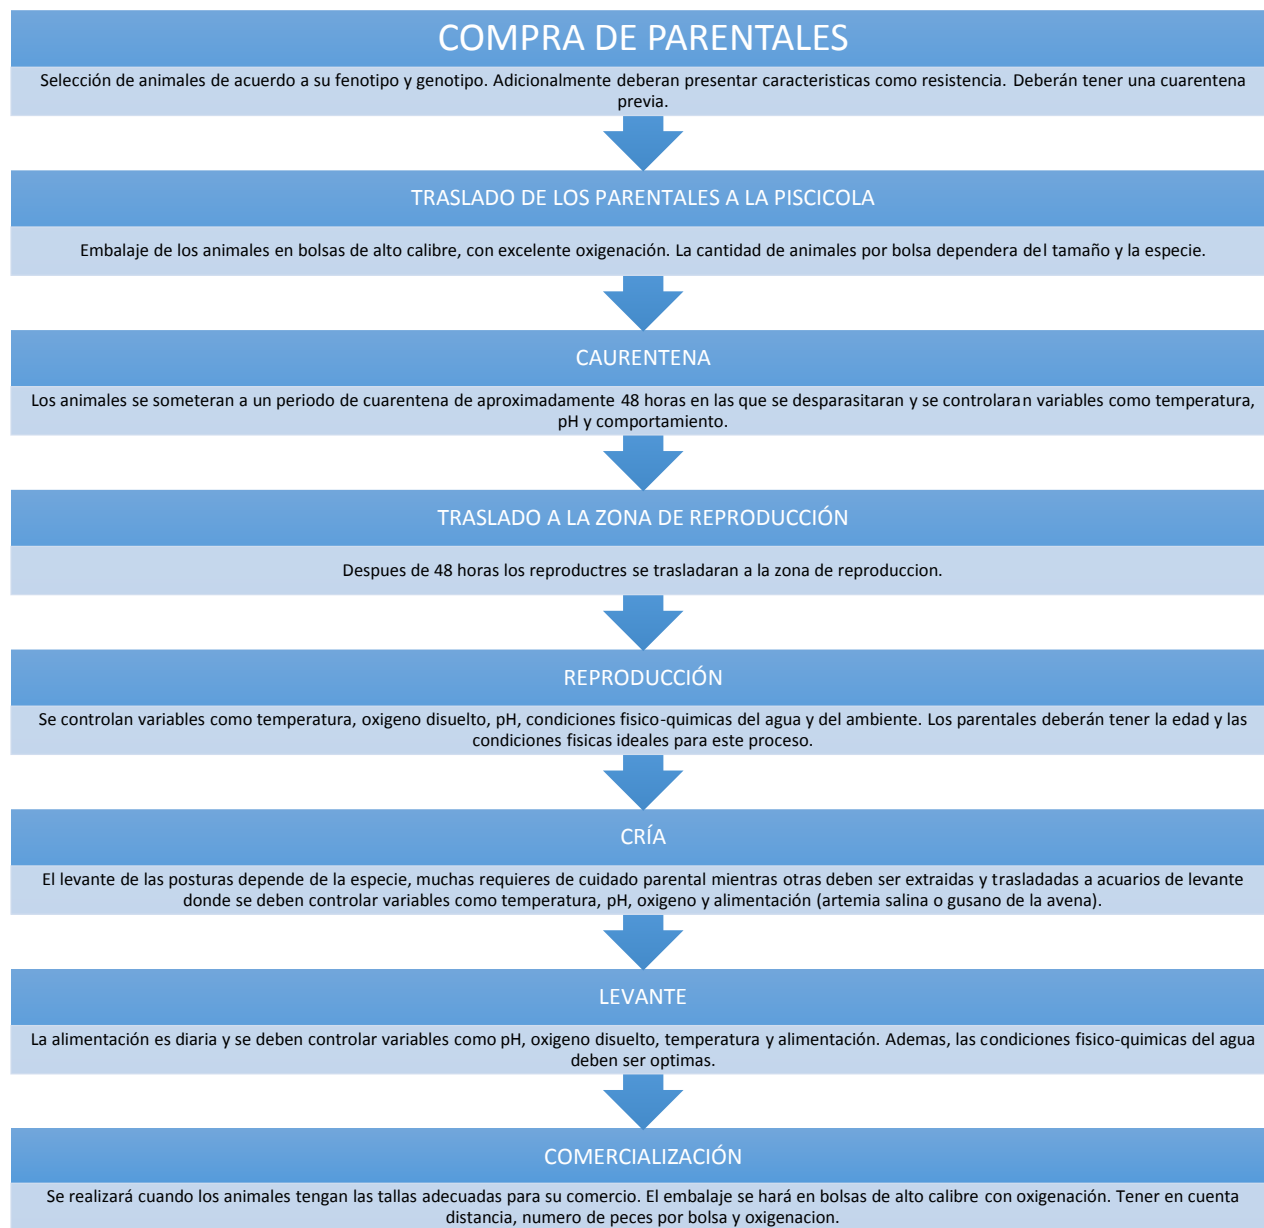 COMPRA DE PARENTALES
Selección de animales de acuerdo a su fenotipo y genotipo. Adicionalmente deberan presentar caracteristicas como resistencia. Deberán tener una cuarentena
previa.
TRASLADO DE LOS PARENTALES A LA PISCICOLA
Embalaje de los animales en bolsas de alto calibre, con excelente oxigenación. La cantidad de animales por bolsa dependera del tamaño y la especie.
CAURENTENA
Los animales se someteran a un periodo de cuarentena de aproximadamente 48 horas en las que se desparasitaran y se controlaran variables como temperatura,
pH y comportamiento.
TRASLADO A LA ZONA DE REPRODUCCIÓN
Despues de 48 horas los reproductres se trasladaran a la zona de reproduccion.
REPRODUCCIÓN
Se controlan variables como temperatura, oxigeno disuelto, pH, condiciones fisico-quimicas del agua y del ambiente. Los parentales deberán tener la edad y las
condiciones fisicas ideales para este proceso.
CRÍA
El levante de las posturas depende de la especie, muchas requieres de cuidado parental mientras otras deben ser extraidas y trasladadas a acuarios de levante
donde se deben controlar variables como temperatura, pH, oxigeno y alimentación (artemia salina o gusano de la avena).
LEVANTE
La alimentación es diaria y se deben controlar variables como pH, oxigeno disuelto, temperatura y alimentación. Ademas, las condiciones fisico-quimicas del agua
deben ser optimas.
COMERCIALIZACIÓN
Se realizará cuando los animales tengan las tallas adecuadas para su comercio. El embalaje se hará en bolsas de alto calibre con oxigenación. Tener en cuenta
distancia, numero de peces por bolsa y oxigenacion.